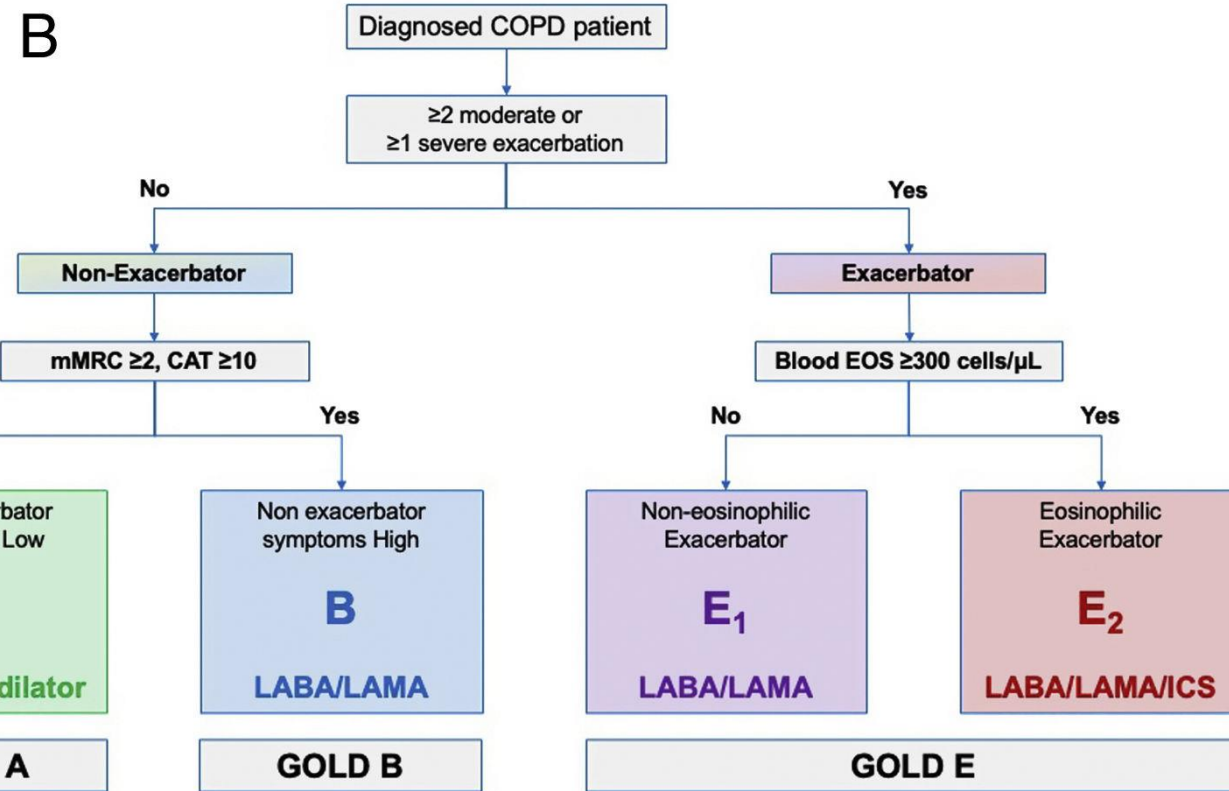 B
Diagnosed COPD patient
≥2 moderate or
≥1 severe exacerbation
No
Yes
Non-Exacerbator
Exacerbator
mMRC ≥2, CAT ≥10
Blood EOS ≥300 cells/µL
Yes
No
Yes
rbator
Low
dilator
Non exacerbator
symptoms High
B
LABA/LAMA
Non-eosinophilic
Exacerbator
E₁
LABA/LAMA
Eosinophilic
Exacerbator
E₂
LABA/LAMA/ICS
A
GOLD B
GOLD E